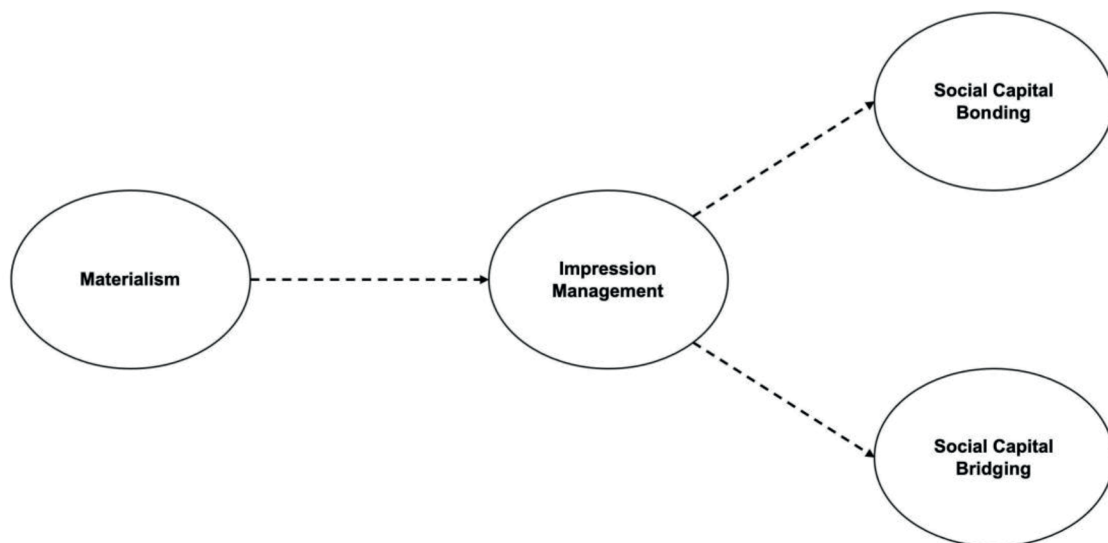 Social Capital
Bonding
Materialism
Impression
Management
Social Capital
Bridging